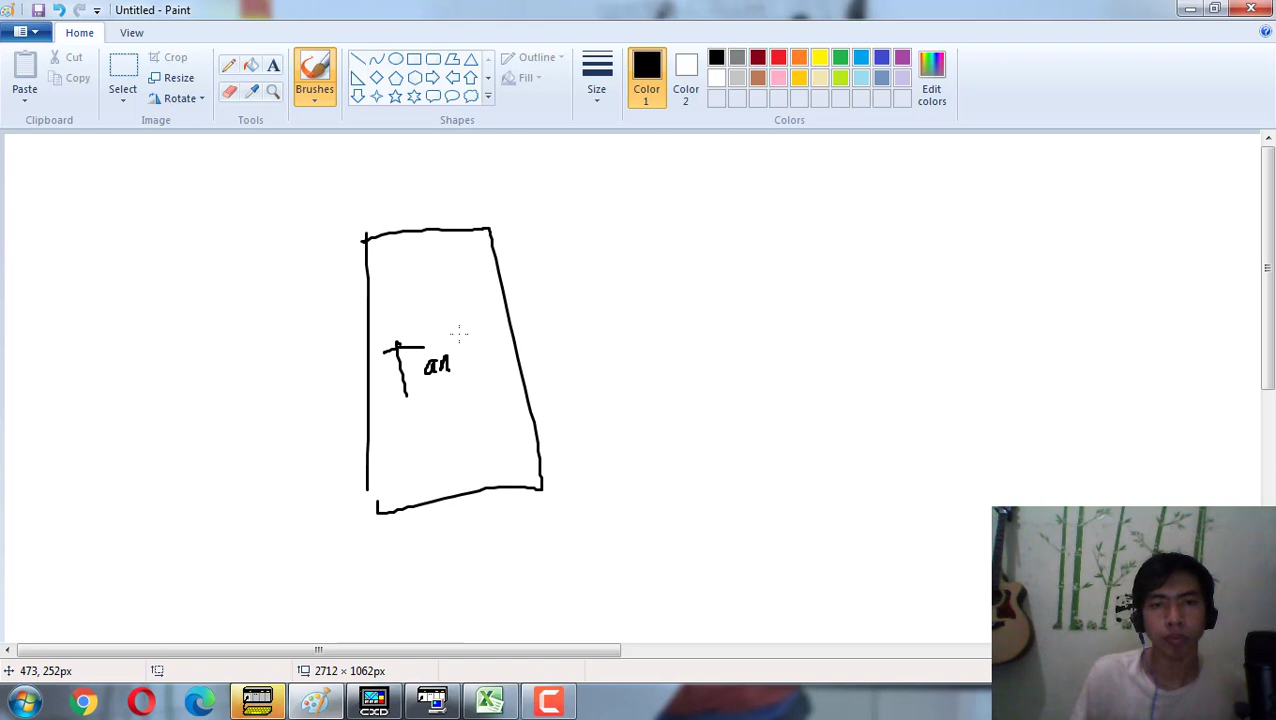 Untitled - Paint
Home
View
Paste
Cut
Copy
Clipboard
Select
Crop
Resize
Rotate
Image
A
Tools
Brushes
Outline
Fill
Shapes
Size
Color
1
Color
2
Edit
colors
Colors
Tan
473, 252px
2712 × 1062px
CXD